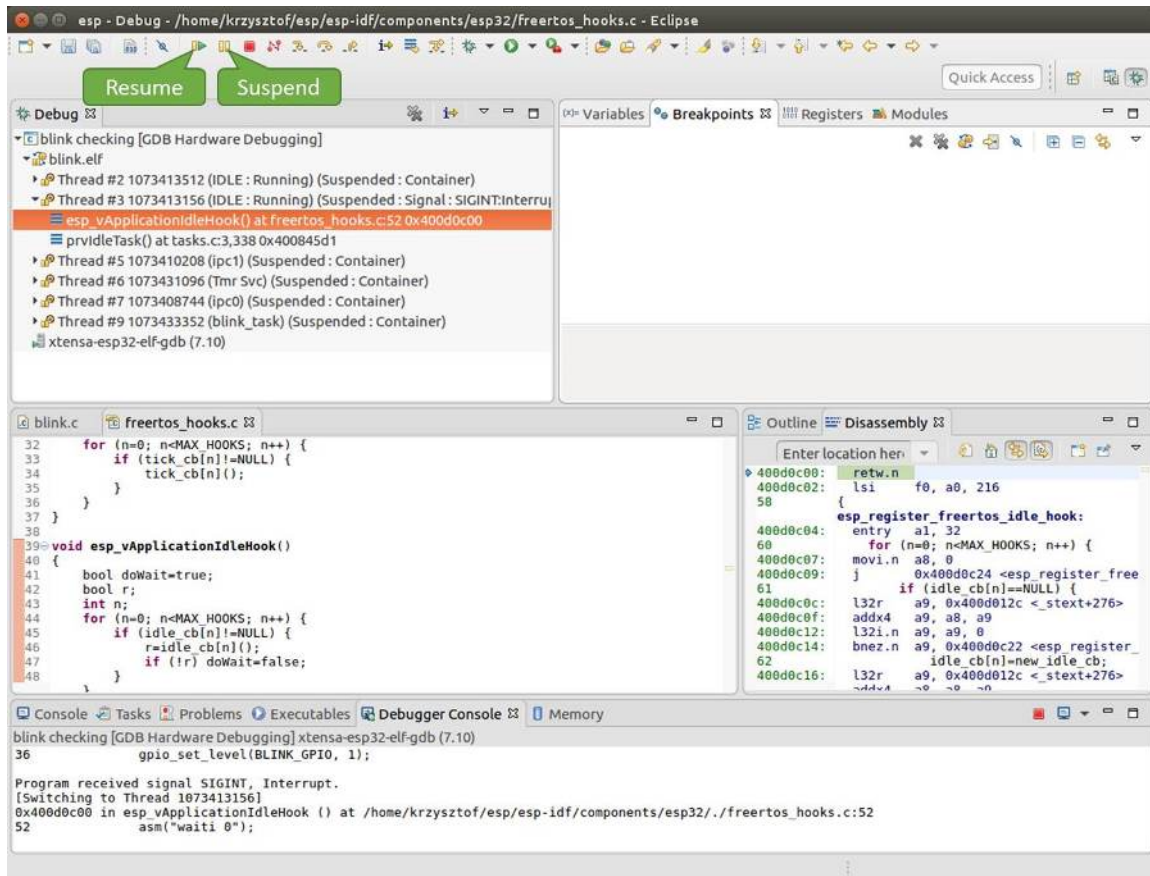 esp - Debug - /home/krzysztof/esp/esp-idf/components/esp32/freertos_hooks.c - Eclipse
Resume
Suspend
Quick Access
Debug
blink checking [GDB Hardware Debugging]
blink.elf
Thread #2 1073413512 (IDLE : Running) (Suspended : Container)
Thread #3 1073413156 (IDLE : Running) (Suspended : Signal : SIGINT:Interrup
esp_vApplicationIdleHook() at freertos_hooks.c:52 0x400d0c00
prvIdleTask() at tasks.c:3,338 0x400845d1
Thread #5 1073410208 (ipc1) (Suspended : Container)
Thread #6 1073431096 (Tmr Svc) (Suspended : Container)
Thread #7 1073408744 (ipc0) (Suspended : Container)
Thread #9 1073433352 (blink_task) (Suspended : Container)
xtensa-esp32-elf-gdb (7.10)
(x)= Variables
Breakpoints
Registers
Modules
blink.c
freertos_hooks.c
32 for (n=0; n<MAX_HOOKS; n++) {
33 if (tick_cb[n]!=NULL) {
34 tick_cb[n]();
35 }
36 }
37 }
38
39 void esp_vApplicationIdleHook()
40 {
41 bool doWait=true;
42 bool r;
43 int n;
44 for (n=0; n<MAX_HOOKS; n++) {
45 if (idle_cb[n]!=NULL) {
46 r=idle_cb[n]();
47 if (!r) doWait=false;
48 }
}
Outline
Disassembly
Enter location here
400d0c00: retw.n
400d0c02: lsi f0, a0, 216
58 {
esp_register_freertos_idle_hook:
400d0c04: entry a1, 32
60 for (n=0; n<MAX_HOOKS; n++) {
400d0c07: movi.n a8, 0
400d0c09: j 0x400d0c24 <esp_register_free
61 if (idle_cb[n]==NULL) {
400d0c0c: l32r a9, 0x400d012c <_stext+276>
400d0c0f: addx4 a9, a8, a9
400d0c12: l32i.n a9, a9, 0
400d0c14: bnez.n a9, 0x400d0c22 <esp_register_
62 idle_cb[n]=new_idle_cb;
400d0c16: l32r a9, 0x400d012c <_stext+276>
Console
Tasks
Problems
Executables
Debugger Console
Memory
blink checking [GDB Hardware Debugging] xtensa-esp32-elf-gdb (7.10)
36 gpio_set_level(BLINK_GPIO, 1);
Program received signal SIGINT, Interrupt.
[Switching to Thread 1073413156]
0x400d0c00 in esp_vApplicationIdleHook () at /home/krzysztof/esp/esp-idf/components/esp32/./freertos_hooks.c:52
52 asm("waiti 0");